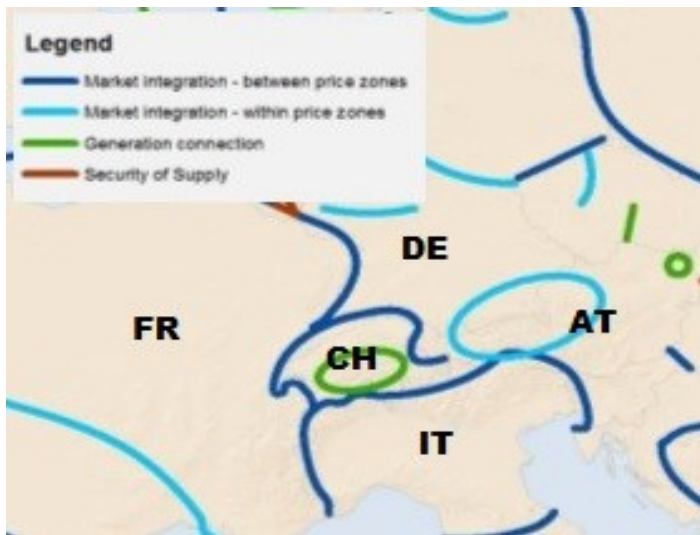 Legend
Market integration - between price zones
Market integration - within price zones
Generation connection
Security of Supply
DE
FR
AT
CH
IT